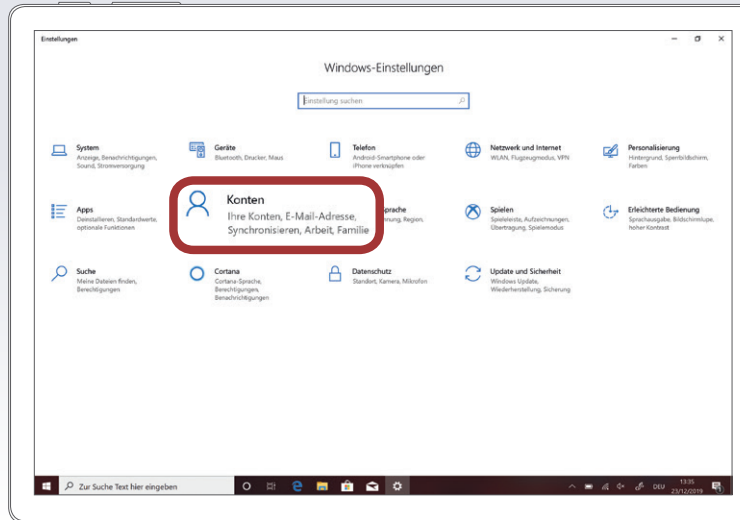 Einstellungen
Windows-Einstellungen
Einstellung suchen
System
Anzeige, Benachrichtigungen,
Sound, Stromversorgung
Geräte
Bluetooth, Drucker, Maus
Telefon
Android-Smartphone oder
iPhone verknüpfen
Netzwerk und Internet
WLAN, Flugzeugmodus, VPN
Personalisierung
Hintergrund, Sperrbildschirm,
Farben
Apps
Deinstallieren, Standardwerte,
optionale Funktionen
Konten
Ihre Konten, E-Mail-Adresse,
Synchronisieren, Arbeit, Familie
Region
Spielen
Spieleleiste, Aufzeichnungen,
Übertragung, Spielemodus
Erleichterte Bedienung
Sprachausgabe, Bildschirmlupe,
hoher Kontrast
Suche
Meine Dateien finden,
Berechtigungen
Cortana
Cortana-Sprache,
Berechtigungen,
Benachrichtigungen
Datenschutz
Standort, Kamera, Mikrofon
Update und Sicherheit
Windows Update,
Wiederherstellung, Sicherung
Zur Suche Text hier eingeben
DEU
13:35
23/12/2019